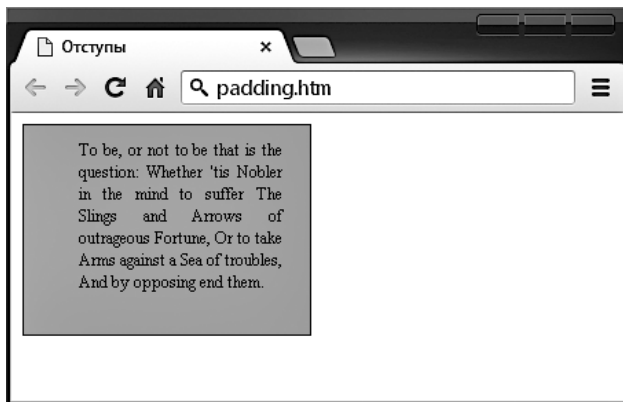 Отступы
padding.htm
To be, or not to be that is the
question: Whether 'tis Nobler
in the mind to suffer The
Slings and Arrows of
outrageous Fortune, Or to take
Arms against a Sea of troubles,
And by opposing end them.